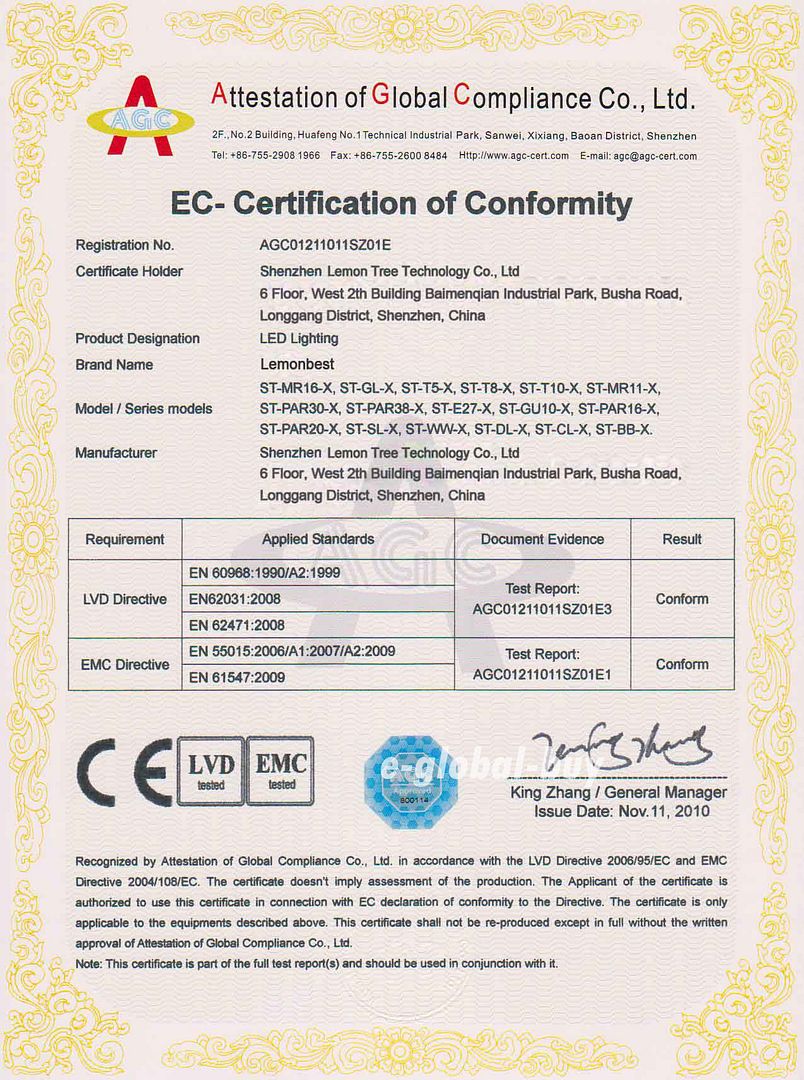 AGC
Attestation of Global Compliance Co., Ltd.
2F., No.2 Building, Huafeng No.1 Technical Industrial Park, Sanwei, Xixiang, Baoan District, Shenzhen
Tel: +86-755-2908 1966 Fax: +86-755-2600 8484 Http://www.agc-cert.com E-mail: agc@agc-cert.com
EC- Certification of Conformity
Registration No. AGC01211011SZ01E
Certificate Holder Shenzhen Lemon Tree Technology Co., Ltd
6 Floor, West 2th Building Baimenqian Industrial Park, Busha Road,
Longgang District, Shenzhen, China
Product Designation LED Lighting
Brand Name Lemonbest
ST-MR16-X, ST-GL-X, ST-T5-X, ST-T8-X, ST-T10-X, ST-MR11-X,
Model / Series models ST-PAR30-X, ST-PAR38-X, ST-E27-X, ST-GU10-X, ST-PAR16-X,
ST-PAR20-X, ST-SL-X, ST-WW-X, ST-DL-X, ST-CL-X, ST-BB-X.
Manufacturer Shenzhen Lemon Tree Technology Co., Ltd
6 Floor, West 2th Building Baimenqian Industrial Park, Busha Road,
Longgang District, Shenzhen, China
AGC
Requirement Applied Standards Document Evidence Result
LVD Directive
EN 60968:1990/A2:1999
EN62031:2008
EN 62471:2008
Test Report:
AGC01211011SZ01E3
Conform
EMC Directive
EN 55015:2006/A1:2007/A2:2009
EN 61547:2009
Test Report:
AGC01211011SZ01E1
Conform
CE
LVD
tested
EMC
tested
e-global-buy
Approved
800114
King Zhang / General Manager
Issue Date: Nov.11, 2010
Recognized by Attestation of Global Compliance Co., Ltd. in accordance with the LVD Directive 2006/95/EC and EMC
Directive 2004/108/EC. The certificate doesn't imply assessment of the production. The Applicant of the certificate is
authorized to use this certificate in connection with EC declaration of conformity to the Directive. The certificate is only
applicable to the equipments described above. This certificate shall not be re-produced except in full without the written
approval of Attestation of Global Compliance Co., Ltd.
Note: This certificate is part of the full test report(s) and should be used in conjunction with it.